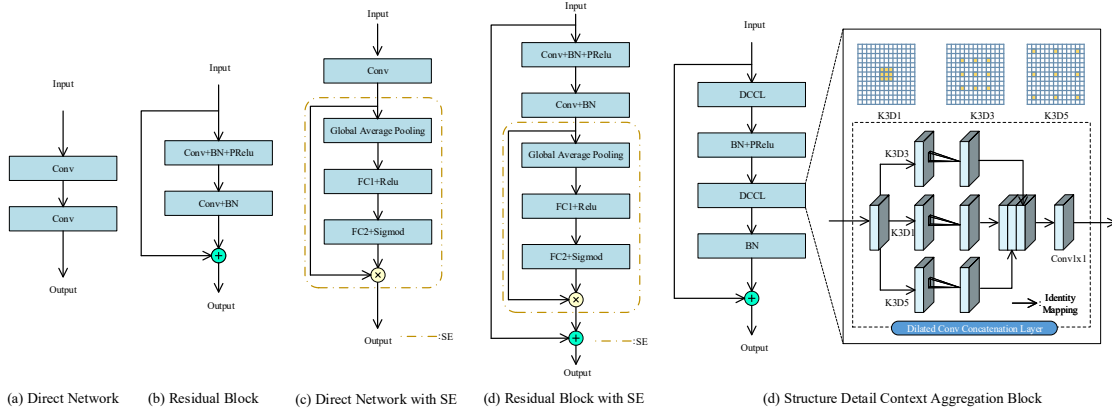 Input
Conv
Conv
Output
(a) Direct Network
Input
Conv+BN+PRelu
Conv+BN
+
Output
(b) Residual Block
Input
Conv
Global Average Pooling
FC1+Relu
FC2+Sigmod
×
Output
:SE
(c) Direct Network with SE
Input
Conv+BN+PRelu
Conv+BN
Global Average Pooling
FC1+Relu
FC2+Sigmod
×
+
Output
:SE
(d) Residual Block with SE
Input
DCCL
BN+PRelu
DCCL
BN
+
Output
K3D1
K3D3
K3D5
K3D3
K3D1
K3D5
Conv1x1
:Identity
Mapping
Dilated Conv Concatenation Layer
(d) Structure Detail Context Aggregation Block